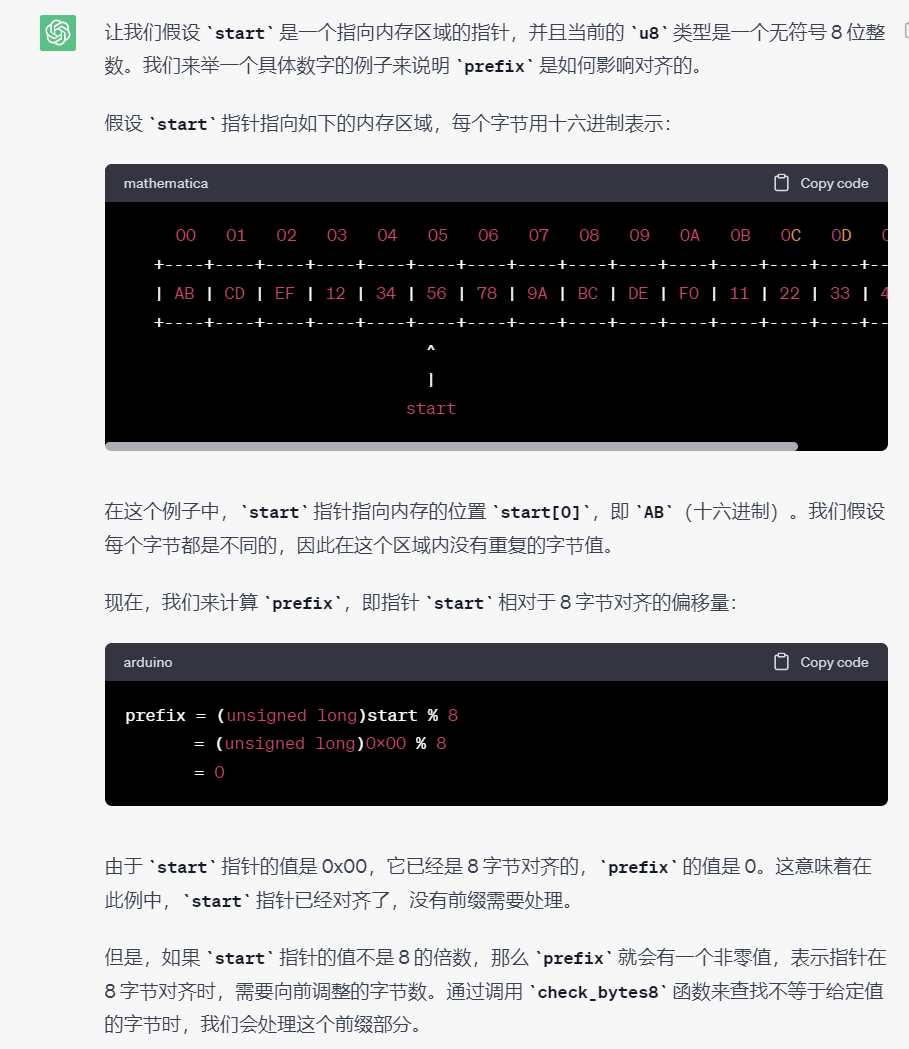 让我们假设 `start` 是一个指向内存区域的指针，并且当前的 `u8` 类型是一个无符号 8 位整
数。我们来举一个具体数字的例子来说明 `prefix` 是如何影响对齐的。
假设 `start` 指针指向如下的内存区域，每个字节用十六进制表示：
mathematica Copy code
00 01 02 03 04 05 06 07 08 09 0A 0B 0C 0D
+----+----+----+----+----+----+----+----+----+----+----+----+----+----+--
| AB | CD | EF | 12 | 34 | 56 | 78 | 9A | BC | DE | F0 | 11 | 22 | 33 | 4
+----+----+----+----+----+----+----+----+----+----+----+----+----+----+--
^
|
start
在这个例子中，`start` 指针指向内存的位置 `start[0]`，即 `AB`（十六进制）。我们假设
每个字节都是不同的，因此在这个区域内没有重复的字节值。
现在，我们来计算 `prefix`，即指针 `start` 相对于 8 字节对齐的偏移量：
arduino Copy code
prefix = (unsigned long)start % 8
= (unsigned long)0x00 % 8
= 0
由于 `start` 指针的值是 0x00，它已经是 8 字节对齐的，`prefix` 的值是 0。这意味着在
此例中，`start` 指针已经对齐了，没有前缀需要处理。
但是，如果 `start` 指针的值不是 8 的倍数，那么 `prefix` 就会有一个非零值，表示指针在
8 字节对齐时，需要向前调整的字节数。通过调用 `check_bytes8` 函数来查找不等于给定值
的字节时，我们会处理这个前缀部分。